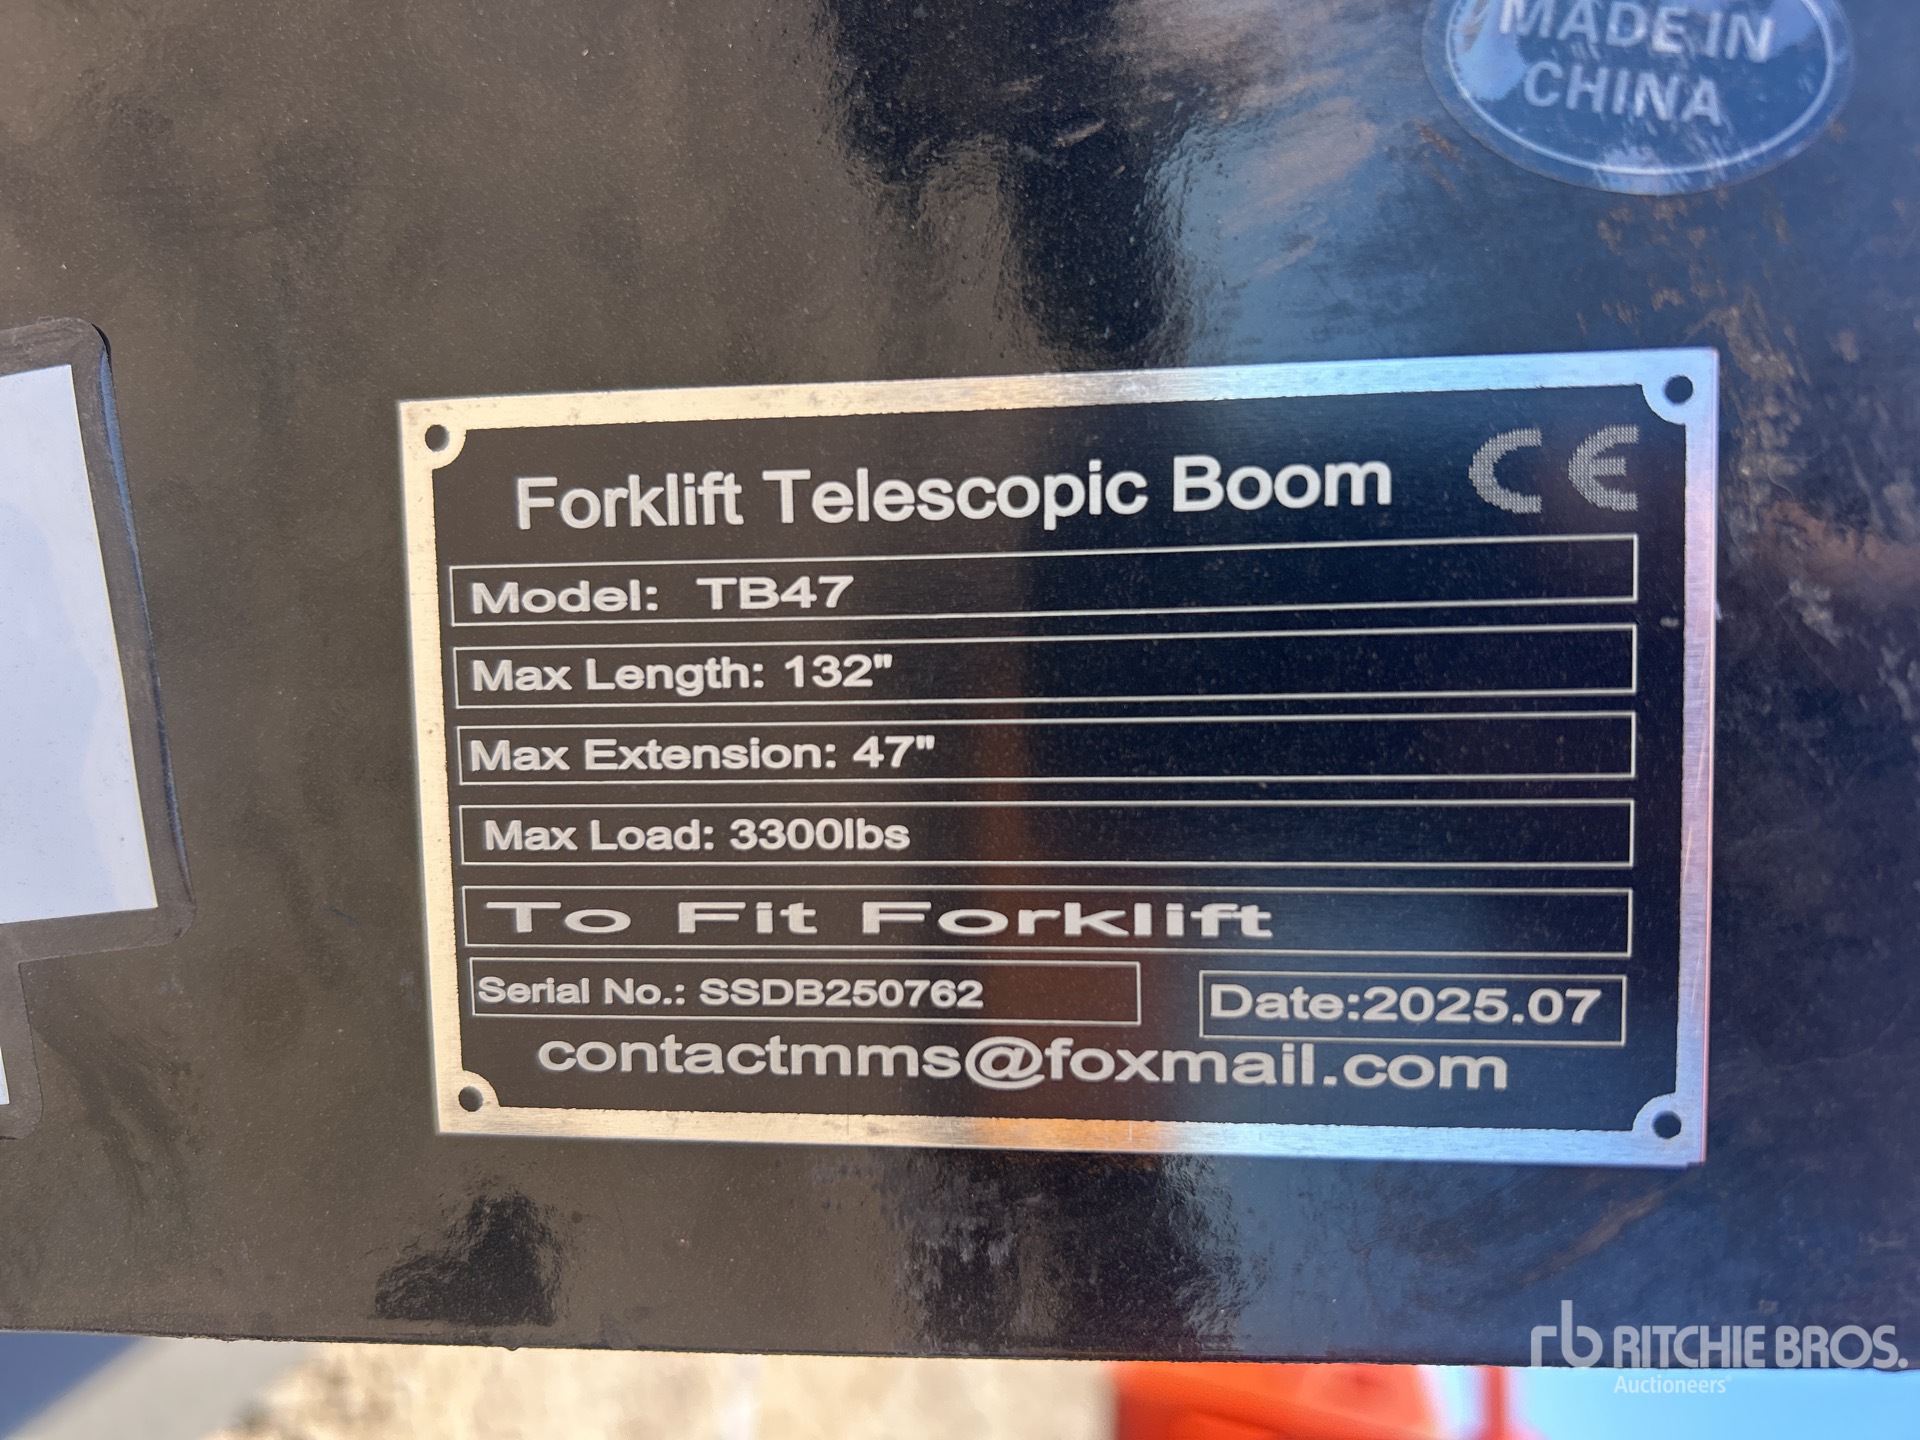 MADE IN
CHINA
Forklift Telescopic Boom CE
Model: TB47
Max Length: 132"
Max Extension: 47"
Max Load: 3300lbs
To Fit Forklift
Serial No.: SSDB250762
Date:2025.07
contactmms@foxmail.com
rb RITCHIE BROS.
Auctioneers